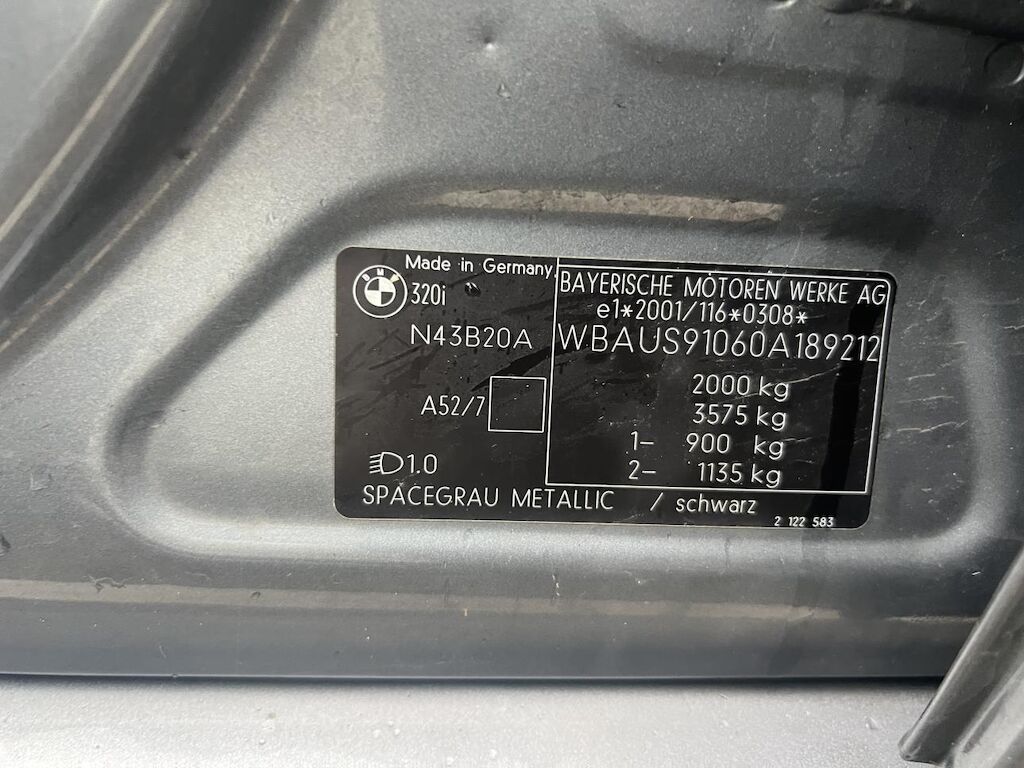 BMW
Made in Germany
320i
N43B20A
A52/7
1.0
BAYERISCHE MOTOREN WERKE AG
e1*2001/116*0308*
WBAUS91060A189212
2000 kg
3575 kg
1- 900 kg
2- 1135 kg
SPACEGRAU METALLIC / schwarz
2 122 583